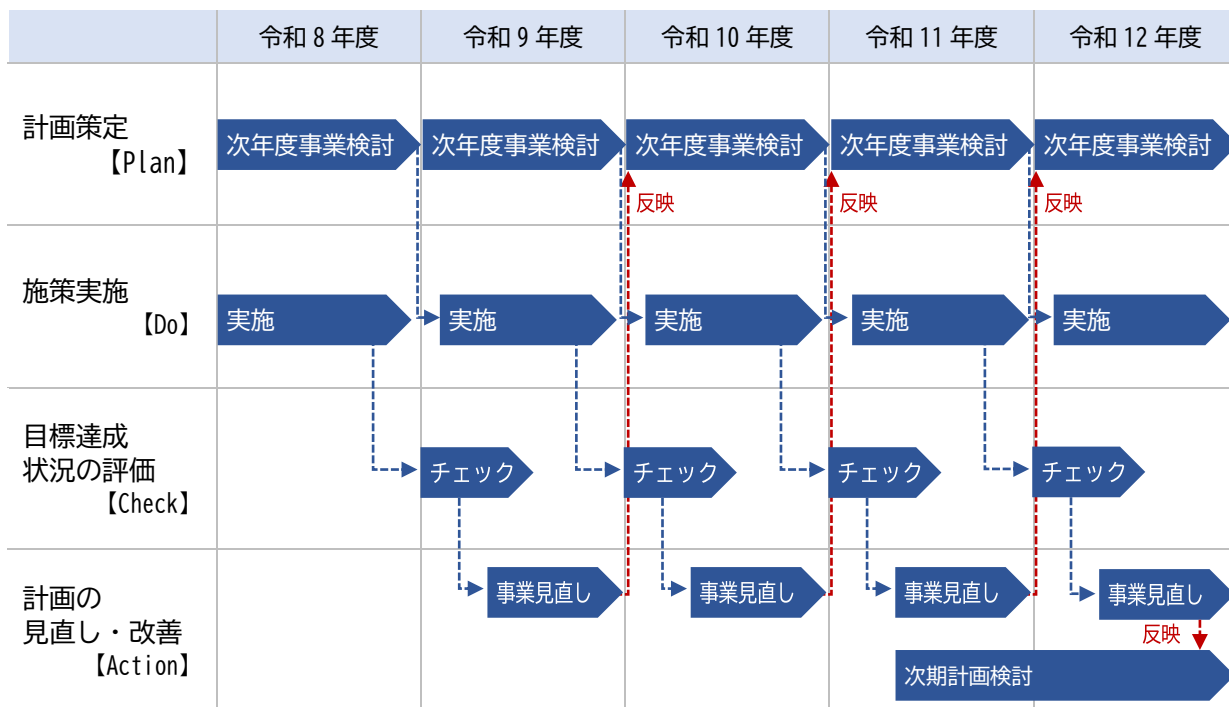 令和 8 年度
令和 9 年度
令和 10 年度
令和 11 年度
令和 12 年度
計画策定
【Plan】
次年度事業検討
次年度事業検討
次年度事業検討
次年度事業検討
次年度事業検討
反映
反映
反映
施策実施
【Do】
実施
実施
実施
実施
実施
目標達成
状況の評価
【Check】
チェック
チェック
チェック
チェック
計画の
見直し・改善
【Action】
事業見直し
事業見直し
事業見直し
事業見直し
反映
次期計画検討